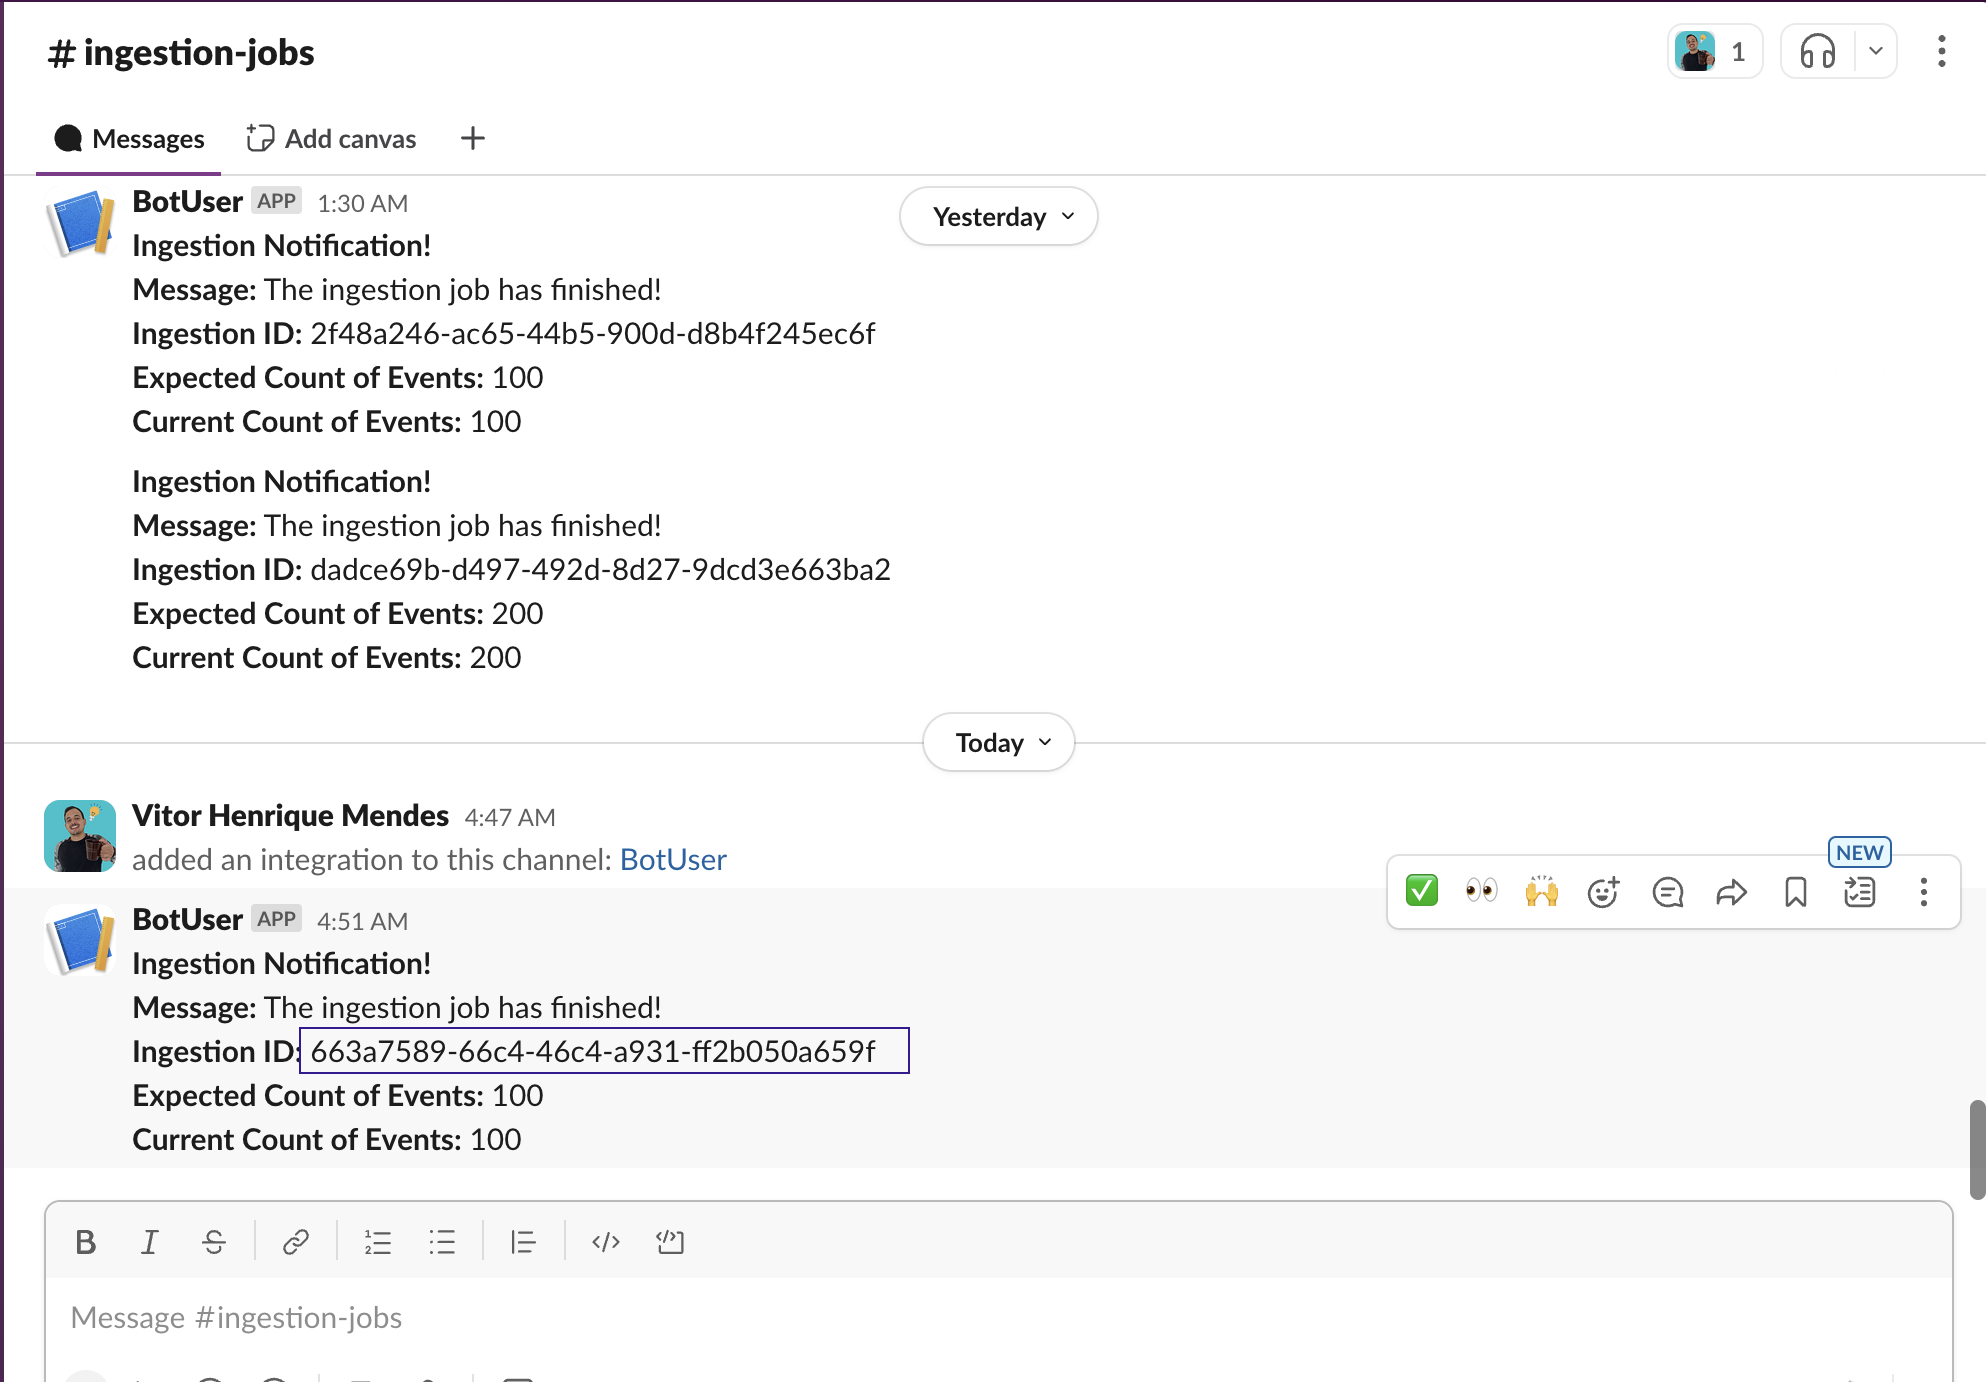 # ingestion-jobs
1
Messages
Add canvas
BotUser APP 1:30 AM
Yesterday
Ingestion Notification!
Message: The ingestion job has finished!
Ingestion ID: 2f48a246-ac65-44b5-900d-d8b4f245ec6f
Expected Count of Events: 100
Current Count of Events: 100
Ingestion Notification!
Message: The ingestion job has finished!
Ingestion ID: dadce69b-d497-492d-8d27-9dcd3e663ba2
Expected Count of Events: 200
Current Count of Events: 200
Today
Vitor Henrique Mendes 4:47 AM
added an integration to this channel: BotUser
NEW
BotUser APP 4:51 AM
Ingestion Notification!
Message: The ingestion job has finished!
Ingestion ID: 663a7589-66c4-46c4-a931-ff2b050a659f
Expected Count of Events: 100
Current Count of Events: 100
Message #ingestion-jobs